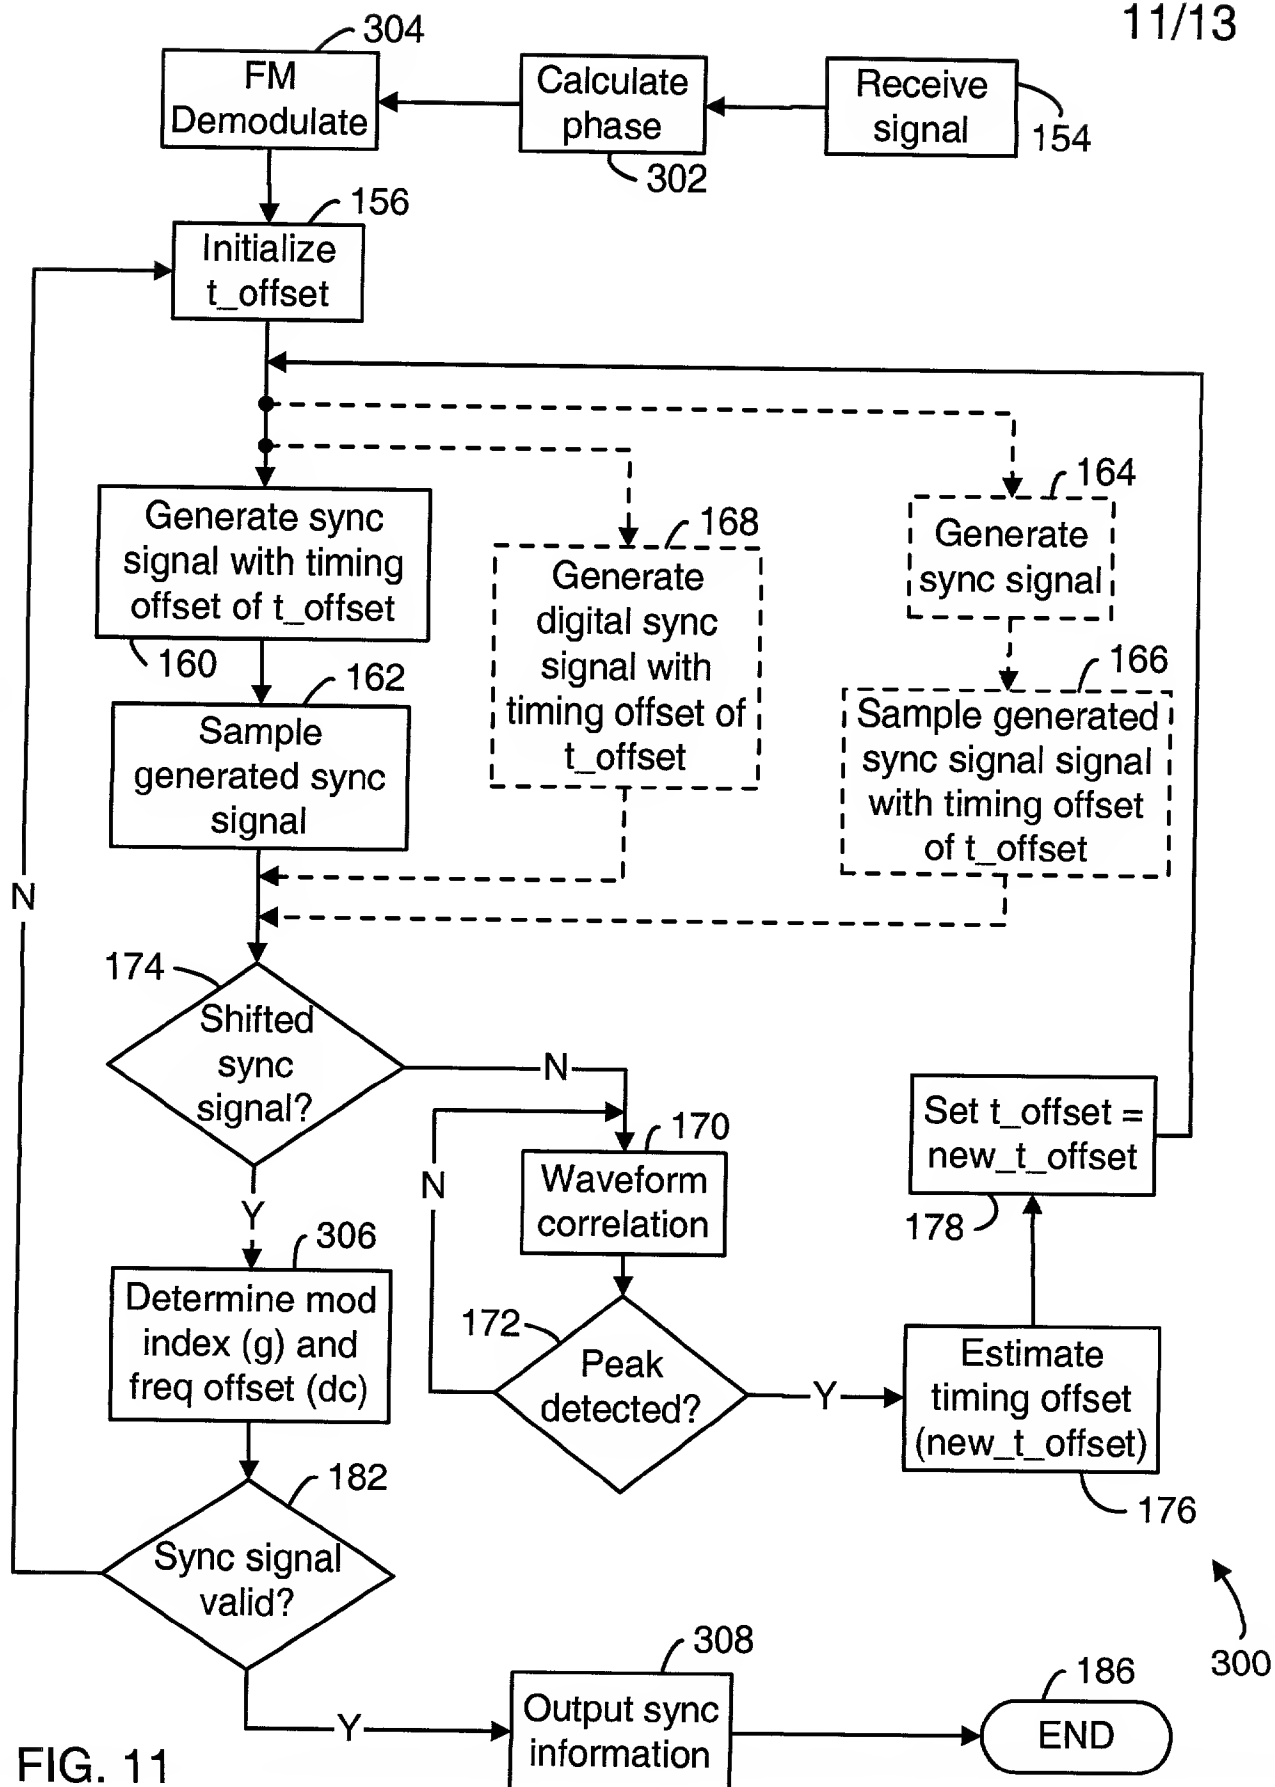 11/13
304
FM
Demodulate
Calculate
phase
302
Receive
signal
154
156
Initialize
t_offset
Generate sync
signal with timing
offset of t_offset
160
168
Generate
digital sync
signal with
timing offset of
t_offset
164
Generate
sync signal
166
Sample generated
sync signal signal
with timing offset
of t_offset
162
Sample
generated sync
signal
N
174
Shifted
sync
signal?
N
Y
170
Waveform
correlation
N
172
Peak
detected?
Y
Set t_offset =
new_t_offset
178
Estimate
timing offset
(new_t_offset)
176
306
Determine mod
index (g) and
freq offset (dc)
182
Sync signal
valid?
Y
308
Output sync
information
186
END
300
FIG. 11